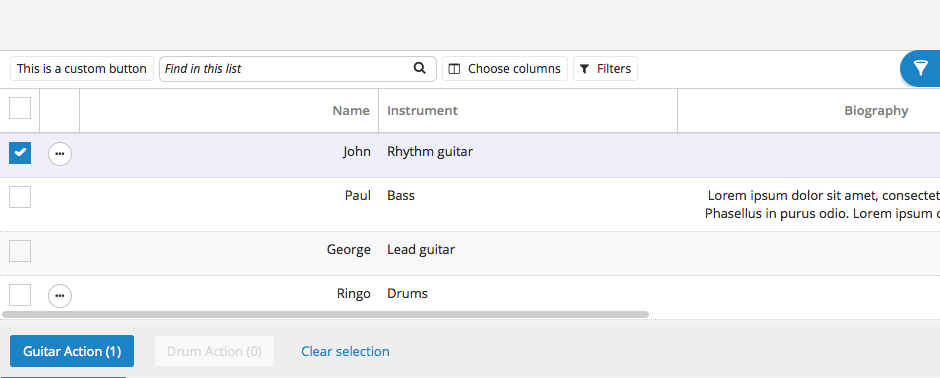 This is a custom button Find in this list Choose columns Filters
Name Instrument Biography
John Rhythm guitar
Paul Bass Lorem ipsum dolor sit amet, consectet
Phasellus in purus odio. Lorem ipsum
George Lead guitar
Ringo Drums
Guitar Action (1) Drum Action (0) Clear selection